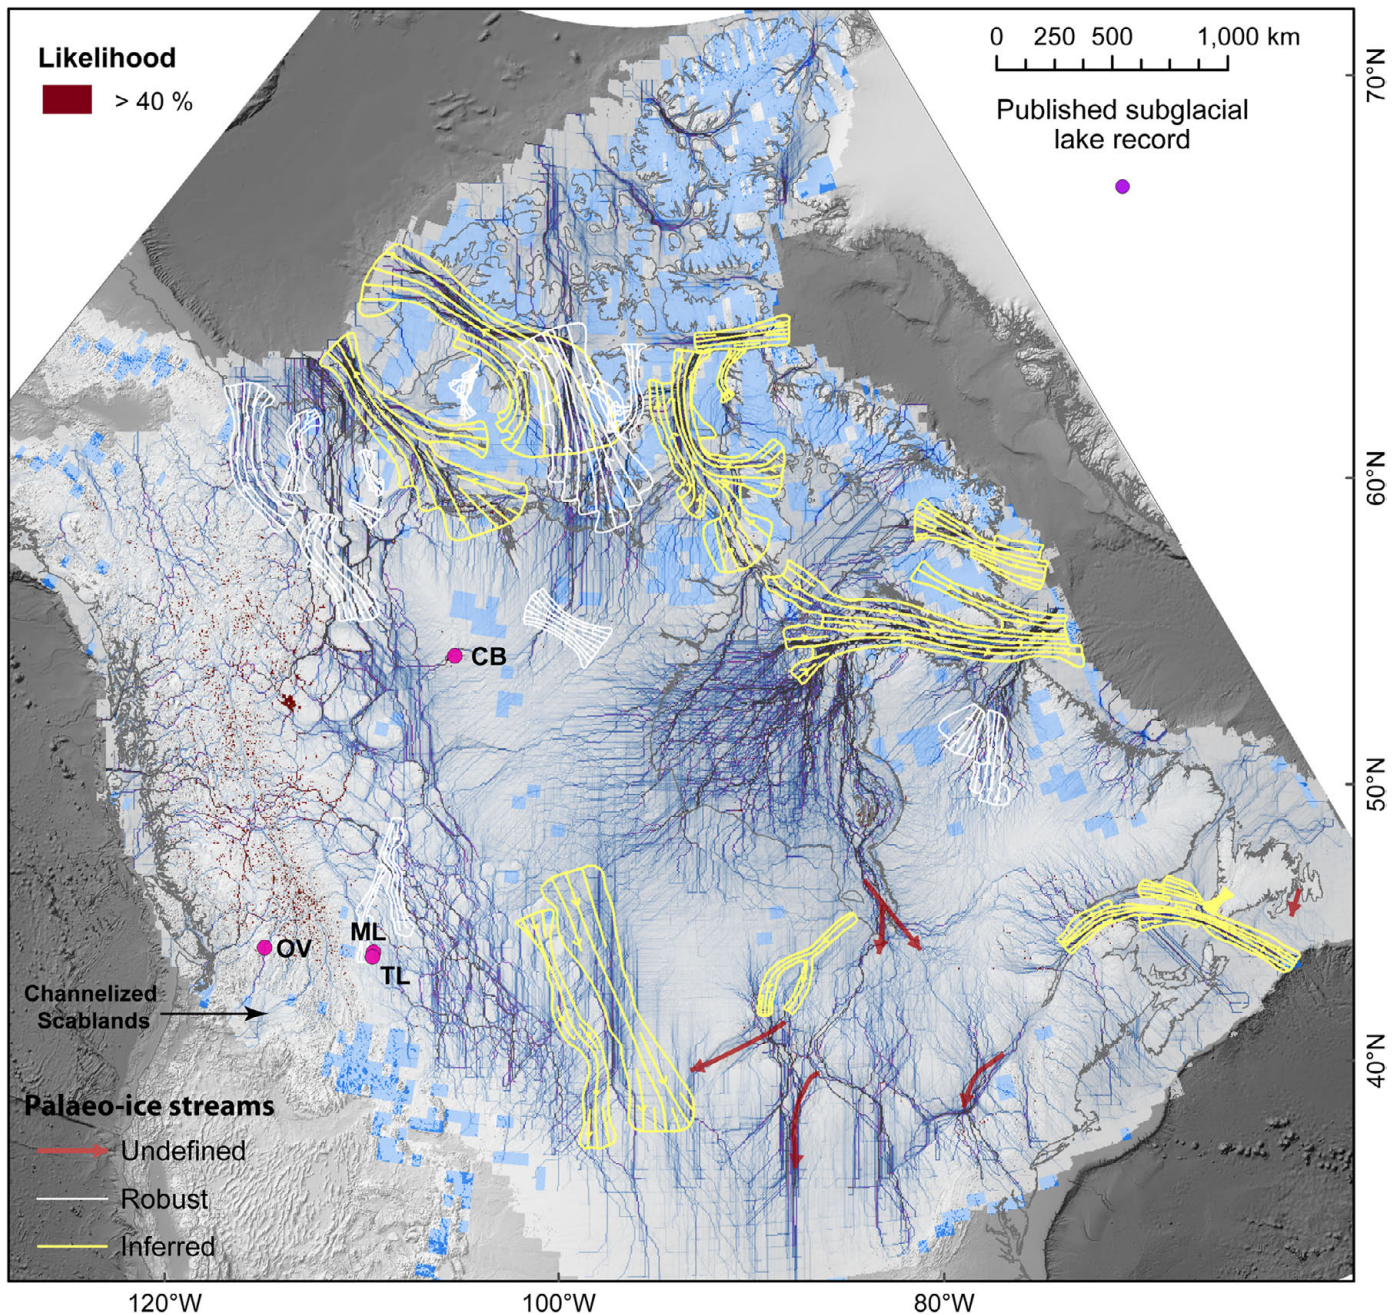 Likelihood
> 40 %
0 250 500 1,000 km
Published subglacial
lake record
70°N
60°N
50°N
40°N
CB
OV
ML
TL
Channelized
Scablands
Palaeo-ice streams
Undefined
Robust
Inferred
120°W 100°W 80°W